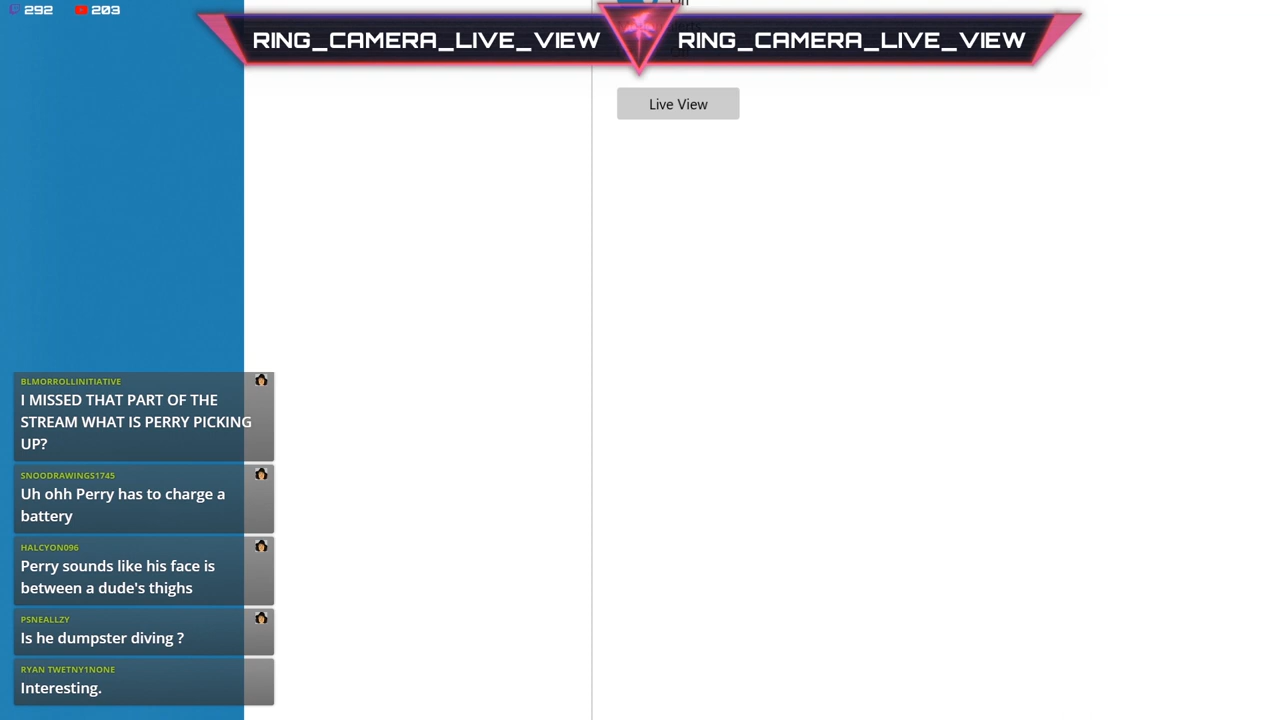 292 203
RING_CAMERA_LIVE_VIEW RING_CAMERA_LIVE_VIEW
Live View
BLMORROLLINITIATIVE
I MISSED THAT PART OF THE
STREAM WHAT IS PERRY PICKING
UP?
SNOODRAWINGS1745
Uh ohh Perry has to charge a
battery
HALCYON096
Perry sounds like his face is
between a dude's thighs
PSNEALLZY
Is he dumpster diving ?
RYAN TWETNY1NONE
Interesting.